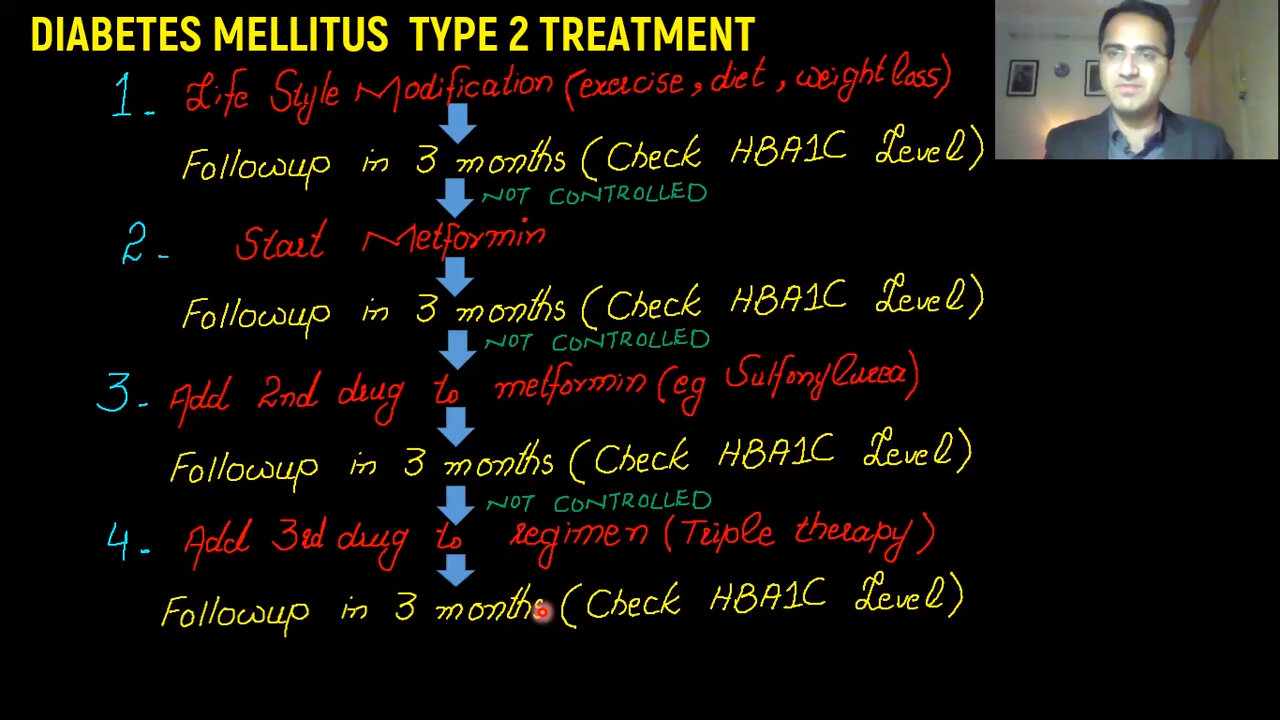 DIABETES MELLITUS TYPE 2 TREATMENT
1. Life Style Modification (exercise, diet, weight loss)
Followup in 3 months (Check HBA1C Level)
NOT CONTROLLED
2. Start Metformin
Followup in 3 months (Check HBA1C Level)
NOT CONTROLLED
3. Add 2nd drug to metformin (eg Sulfonylurea)
Followup in 3 months (Check HBA1C Level)
NOT CONTROLLED
4. Add 3rd drug to regimen (Triple therapy)
Followup in 3 months (Check HBA1C Level)